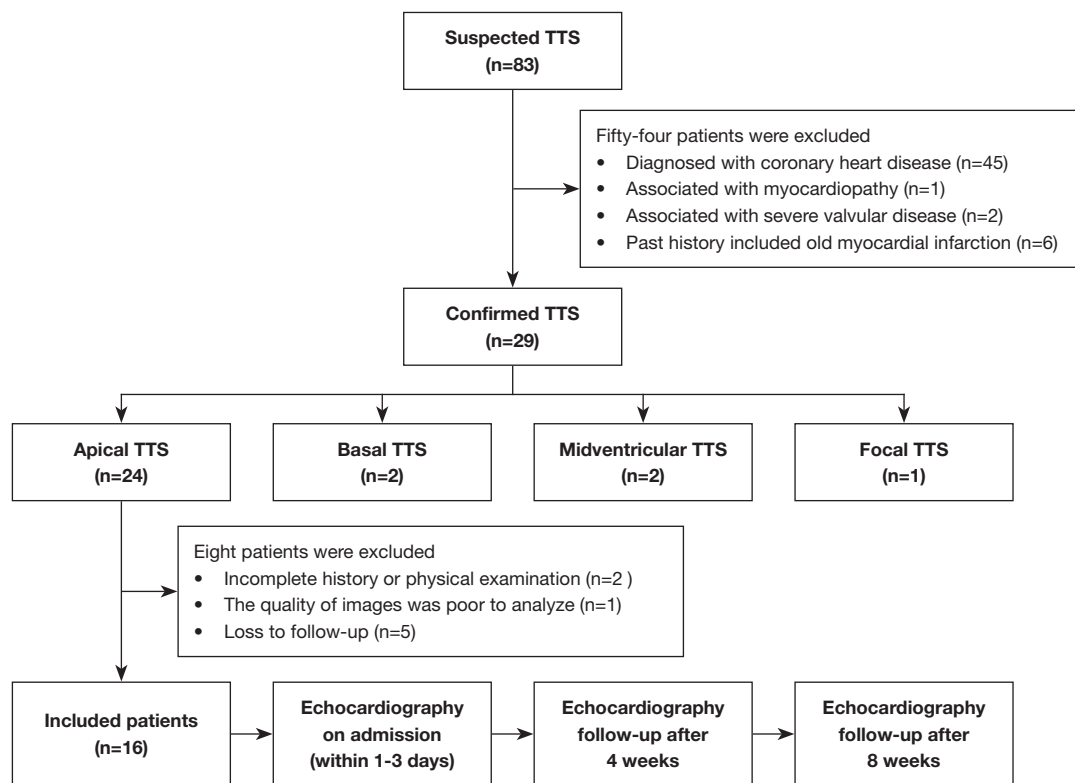 Suspected TTS
(n=83)
Fifty-four patients were excluded
• Diagnosed with coronary heart disease (n=45)
• Associated with myocardiopathy (n=1)
• Associated with severe valvular disease (n=2)
• Past history included old myocardial infarction (n=6)
Confirmed TTS
(n=29)
Apical TTS
(n=24)
Basal TTS
(n=2)
Midventricular TTS
(n=2)
Focal TTS
(n=1)
Eight patients were excluded
• Incomplete history or physical examination (n=2 )
• The quality of images was poor to analyze (n=1)
• Loss to follow-up (n=5)
Included patients
(n=16)
Echocardiography
on admission
(within 1-3 days)
Echocardiography
follow-up after
4 weeks
Echocardiography
follow-up after
8 weeks